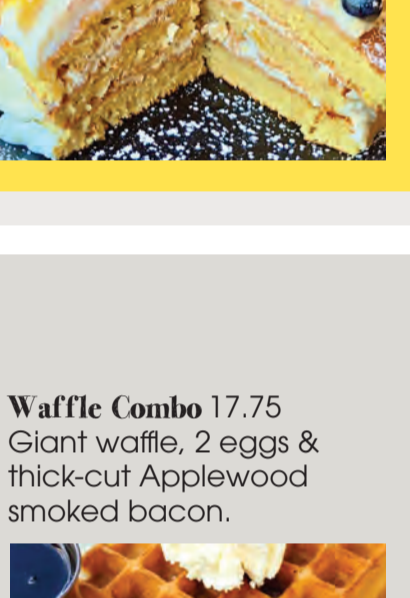 Waffle Combo 17.75
Giant waffle, 2 eggs &
thick-cut Applewood
smoked bacon.